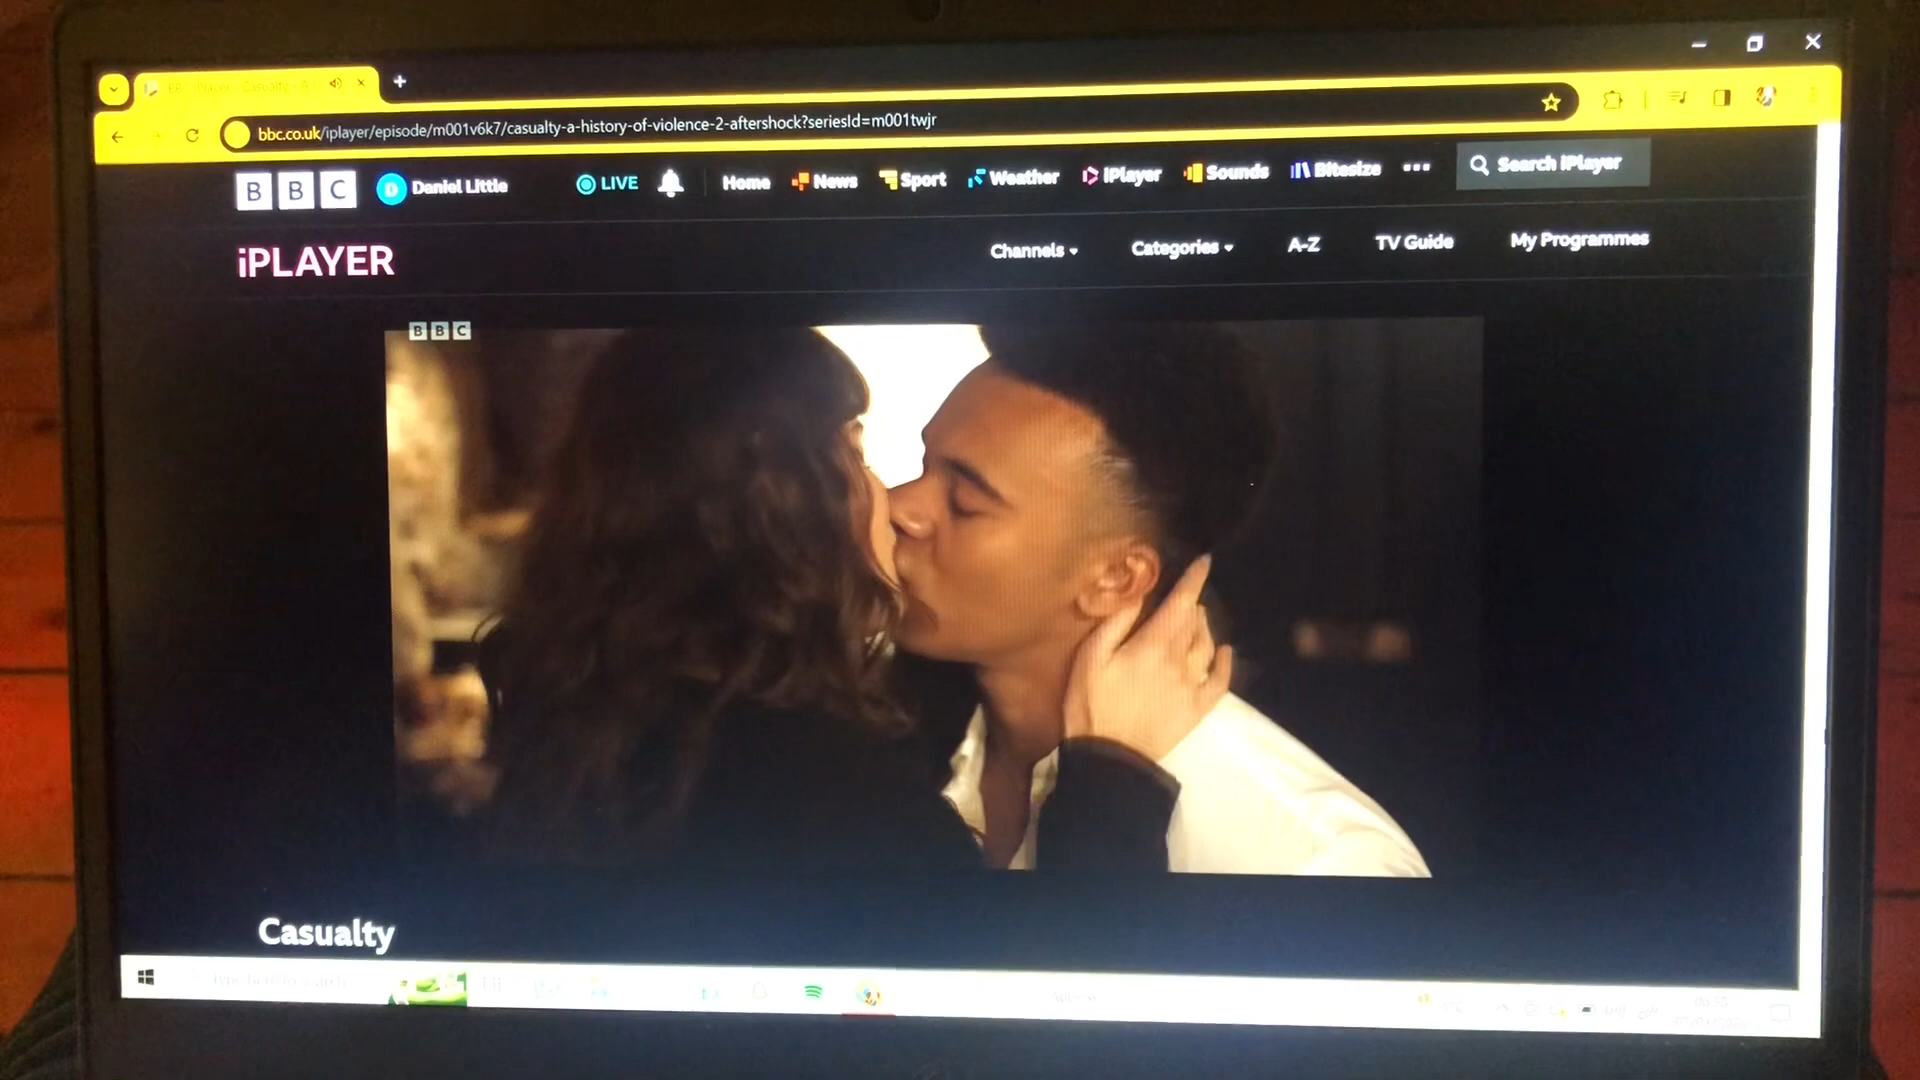 bbc.co.uk/iplayer/episode/m001v6k7/casualty-a-history-of-violence-2-aftershock?seriesId=m001twjr
BBC D Daniel Little LIVE Home News Sport Weather iPlayer Sounds Bitesize Search iPlayer
iPLAYER Channels Categories A-Z TV Guide My Programmes
BBC
Casualty